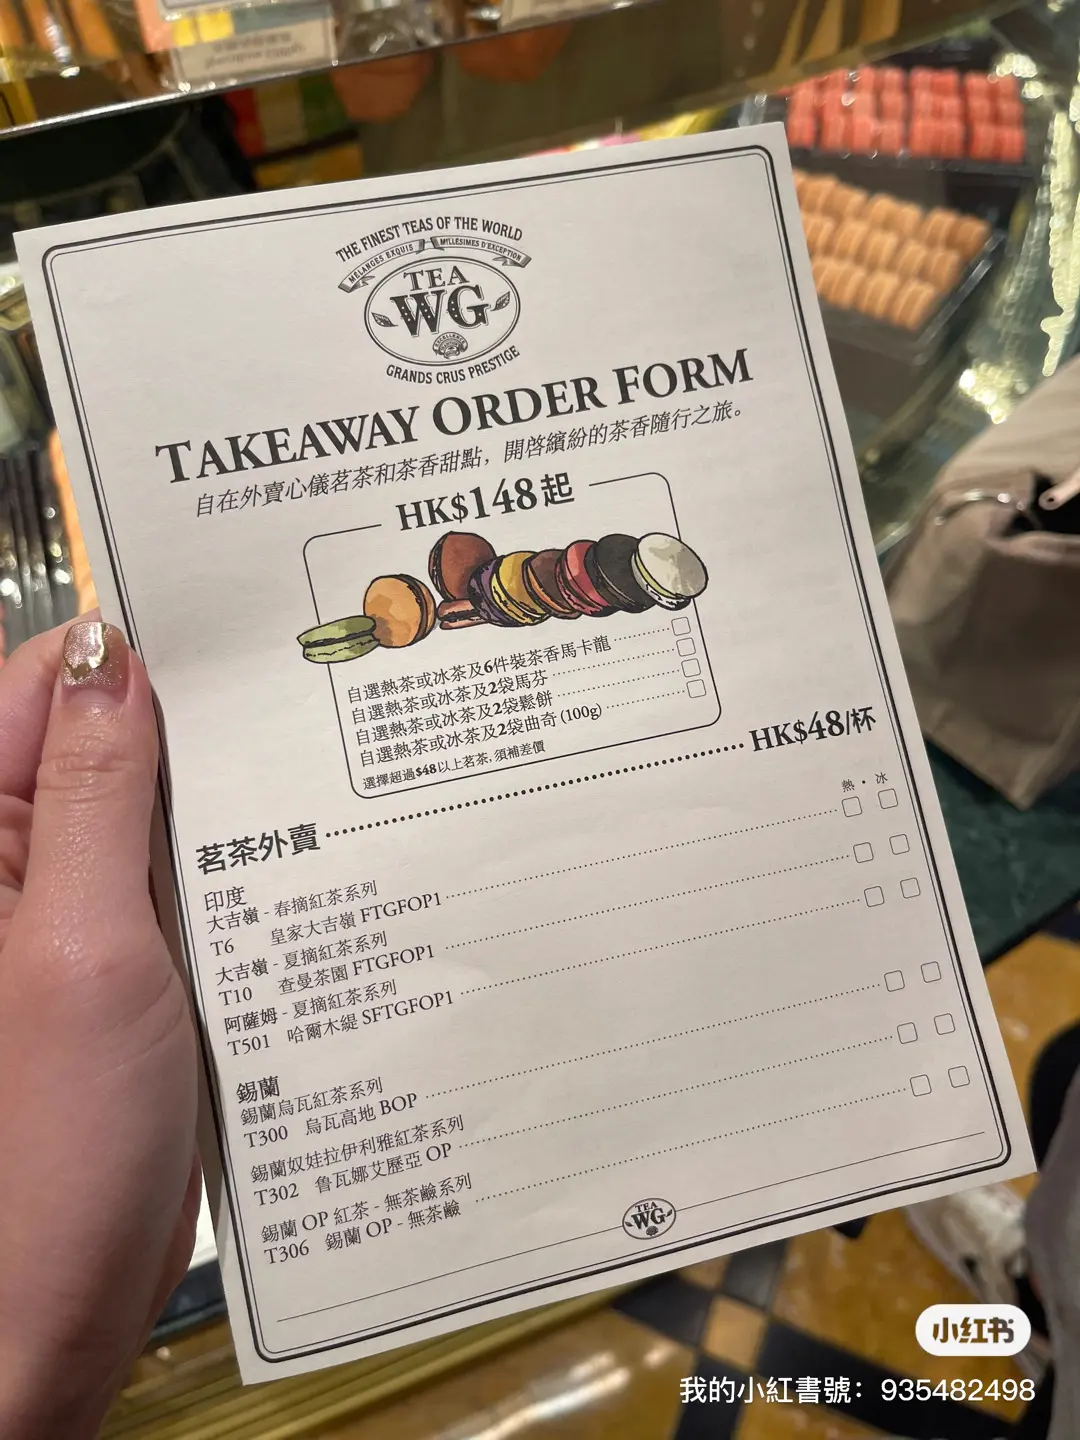 THE FINEST TEAS OF THE WORLD
MÉLANGES EXQUIS
MILLÉSIMES D'EXCEPTION
TEA
WG
GRANDS CRUS PRESTIGE
TAKEAWAY ORDER FORM
自在外賣心儀茗茶和茶香甜點，開啓繽紛的茶香隨行之旅。
HK$148起
自選熱茶或冰茶及6件裝茶香馬卡龍
自選熱茶或冰茶及2袋馬芬
自選熱茶或冰茶及2袋鬆餅
自選熱茶或冰茶及2袋曲奇 (100g)
選擇超過$48以上茗茶, 須補差價
茗茶外賣 HK$48/杯
熱 · 冰
印度
大吉嶺 - 春摘紅茶系列
T6 皇家大吉嶺 FTGFOP1
大吉嶺 - 夏摘紅茶系列
T10 查曼茶園 FTGFOP1
阿薩姆 - 夏摘紅茶系列
T501 哈爾木緹 SFTGFOP1
錫蘭
錫蘭烏瓦紅茶系列
T300 烏瓦高地 BOP
錫蘭奴娃拉伊利雅紅茶系列
T302 魯瓦娜艾歷亞 OP
錫蘭 OP 紅茶 - 無茶鹼系列
T306 錫蘭 OP - 無茶鹼
TEA
WG
小红书
我的小紅書號：935482498